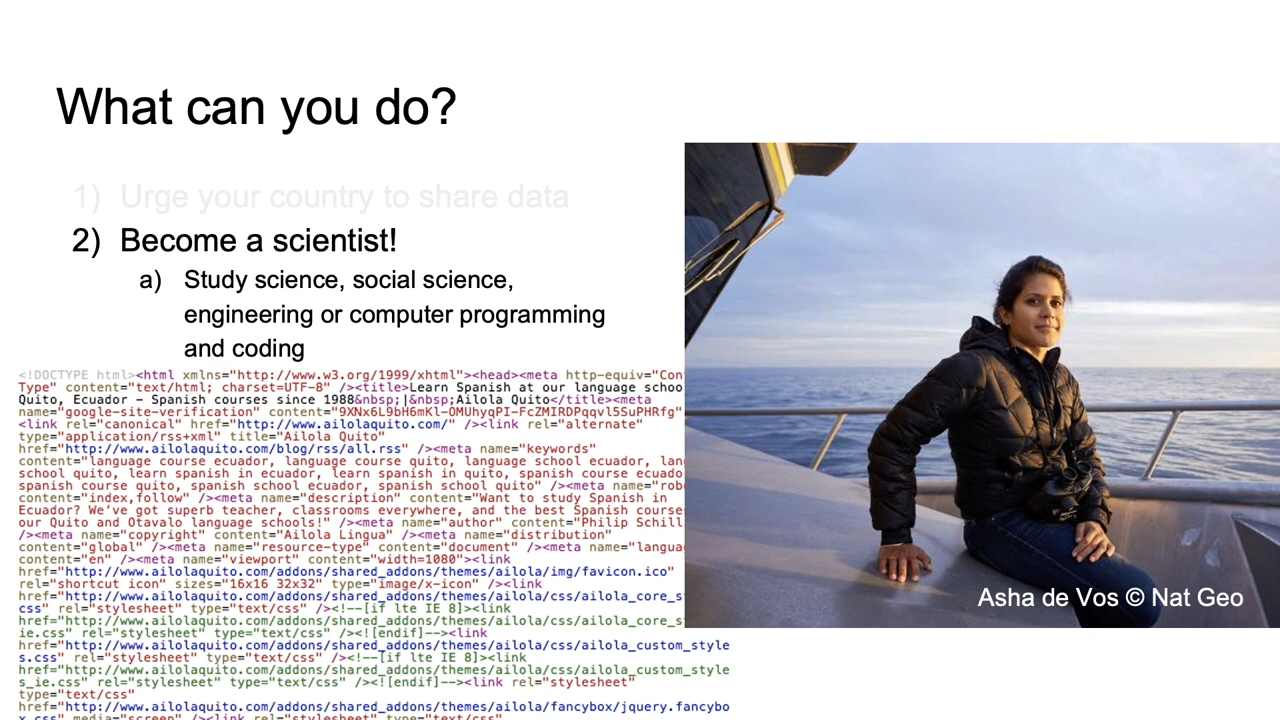 What can you do?
1) Urge your country to share data
2) Become a scientist!
a) Study science, social science,
engineering or computer programming
and coding
<!DOCTYPE html><html xmlns="http://www.w3.org/1999/xhtml"><head><meta http-equiv="Con
Type" content="text/html; charset=UTF-8" /><title>Learn Spanish at our language schoo
Quito, Ecuador - Spanish courses since 1988&nbsp;|&nbsp;Ailola Quito</title><meta
name="google-site-verification" content="9XNx6L9bH6mKl-OMUhyqPI-FcZMIRDPqqvl5SuPHRfg"
<link rel="canonical" href="http://www.ailolaquito.com/" /><link rel="alternate"
type="application/rss+xml" title="Ailola Quito"
href="http://www.ailolaquito.com/blog/rss/all.rss" /><meta name="keywords"
content="language course ecuador, language course quito, language school ecuador, lan
school quito, learn spanish in ecuador, learn spanish in quito, spanish course ecuado
spanish course quito, spanish school ecuador, spanish school quito" /><meta name="rob
content="index,follow" /><meta name="description" content="Want to study Spanish in
Ecuador? We've got superb teacher, classrooms everywhere, and the best Spanish course
our Quito and Otavalo language schools!" /><meta name="author" content="Philip Schill
/><meta name="copyright" content="Ailola Lingua" /><meta name="distribution"
content="global" /><meta name="resource-type" content="document" /><meta name="langua
content="en" /><meta name="viewport" content="width=1080"><link
href="http://www.ailolaquito.com/addons/shared_addons/themes/ailola/img/favicon.ico"
rel="shortcut icon" sizes="16x16 32x32" type="image/x-icon" /><link
href="http://www.ailolaquito.com/addons/shared_addons/themes/ailola/css/ailola_core_s
css" rel="stylesheet" type="text/css" /><!--[if lte IE 8]><link
href="http://www.ailolaquito.com/addons/shared_addons/themes/ailola/css/ailola_core_s
ie.css" rel="stylesheet" type="text/css" /><![endif]--><link
href="http://www.ailolaquito.com/addons/shared_addons/themes/ailola/css/ailola_custom_style
s.css" rel="stylesheet" type="text/css" /><!--[if lte IE 8]><link
href="http://www.ailolaquito.com/addons/shared_addons/themes/ailola/css/ailola_custom_style
s_ie.css" rel="stylesheet" type="text/css" /><![endif]--><link rel="stylesheet"
type="text/css"
href="http://www.ailolaquito.com/addons/shared_addons/themes/ailola/fancybox/jquery.fancybo
x.css" media="screen" /><link rel="stylesheet" type="text/css"
Asha de Vos © Nat Geo